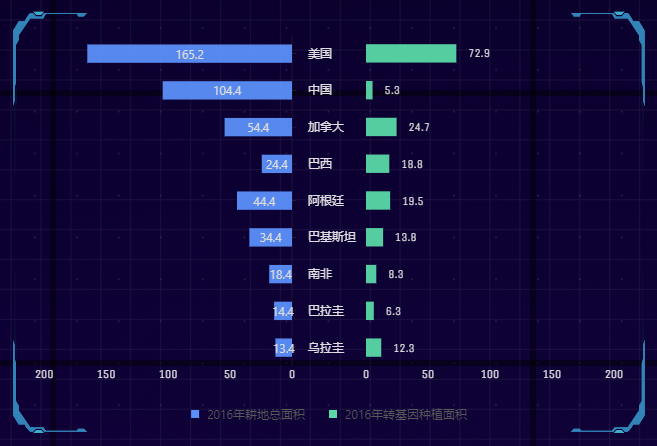 165.2 美国 72.9
104.4 中国 5.3
54.4 加拿大 24.7
24.4 巴西 18.8
44.4 阿根廷 19.5
34.4 巴基斯坦 13.8
18.4 南非 8.3
14.4 巴拉圭 6.3
13.4 乌拉圭 12.3
200 150 100 50 0 0 50 100 150 200
2016年耕地总面积 2016年转基因种植面积